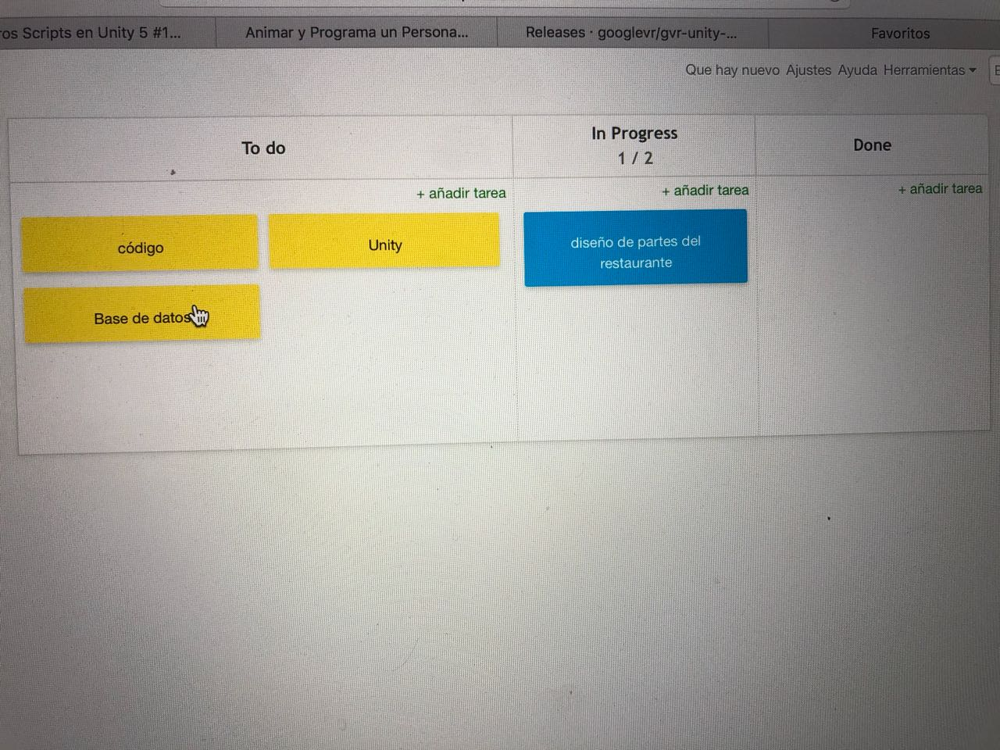 ros Scripts en Unity 5 #1...
Animar y Programa un Persona...
Releases · googlevr/gvr-unity-...
Favoritos
Que hay nuevo Ajustes Ayuda Herramientas
To do
In Progress
1 / 2
Done
+ añadir tarea
+ añadir tarea
+ añadir tarea
código
Unity
diseño de partes del
restaurante
Base de datos